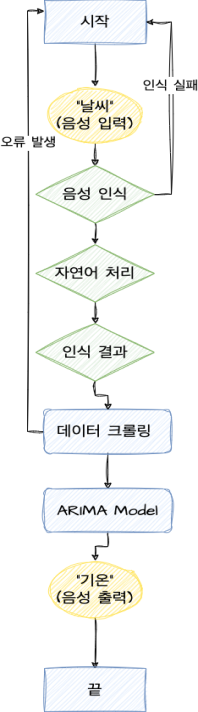 시작
인식 실패
"날씨"
(음성 입력)
오류 발생
음성 인식
자연어 처리
인식 결과
데이터 크롤링
ARIMA Model
"기온"
(음성 출력)
끝